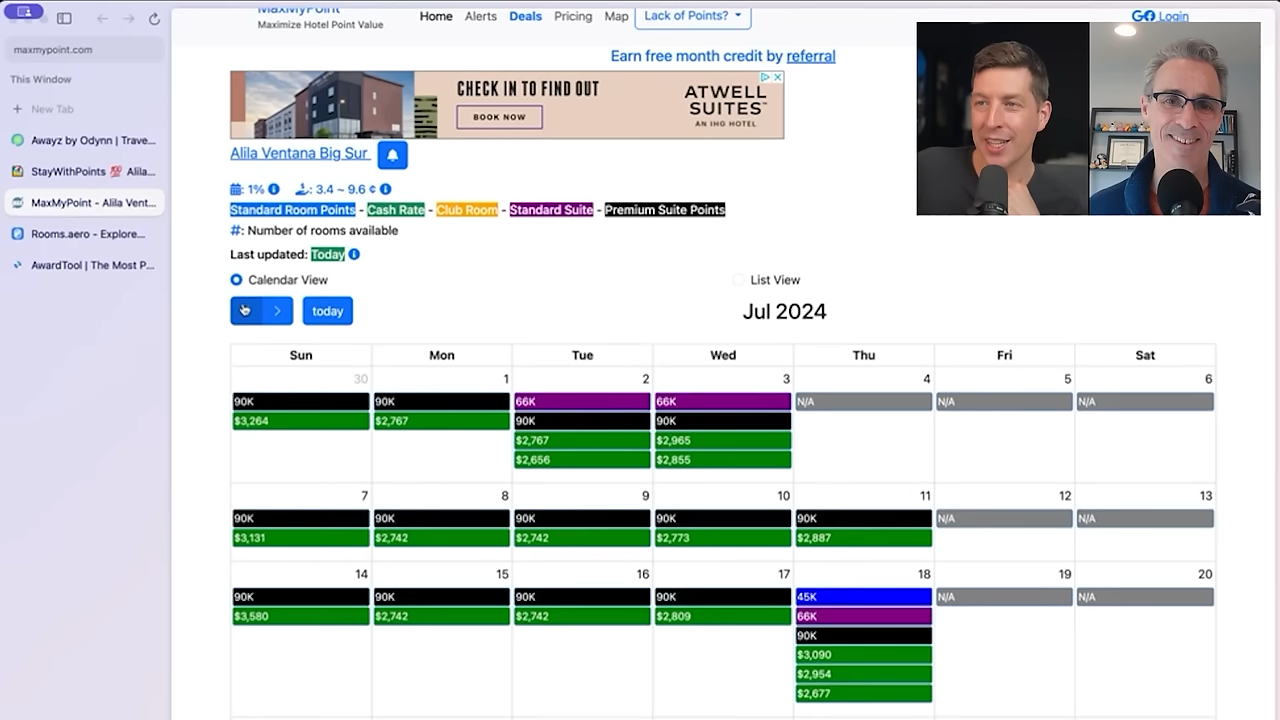 maxmypoint.com
This Window
New Tab
Awayz by Odynn | Trave...
StayWithPoints 💯 Alila...
MaxMyPoint - Alila Vent...
Rooms.aero - Explore...
AwardTool | The Most P...
MaxMyPoint
Maximize Hotel Point Value
Home Alerts Deals Pricing Map Lack of Points? Login
Earn free month credit by referral
CHECK IN TO FIND OUT
BOOK NOW
ATWELL
SUITES™
AN IHG HOTEL
Alila Ventana Big Sur
: 1% : 3.4 ~ 9.6 ¢
Standard Room Points - Cash Rate - Club Room - Standard Suite - Premium Suite Points
#: Number of rooms available
Last updated: Today
Calendar View List View
today
Jul 2024
Sun Mon Tue Wed Thu Fri Sat
30 1 2 3 4 5 6
90K 90K 66K 66K N/A N/A N/A
$3,264 $2,767 90K 90K
$2,767 $2,965
$2,656 $2,855
7 8 9 10 11 12 13
90K 90K 90K 90K 90K N/A N/A
$3,131 $2,742 $2,742 $2,773 $2,887
14 15 16 17 18 19 20
90K 90K 90K 90K 45K N/A N/A
$3,580 $2,742 $2,742 $2,809 66K
90K
$3,090
$2,954
$2,677